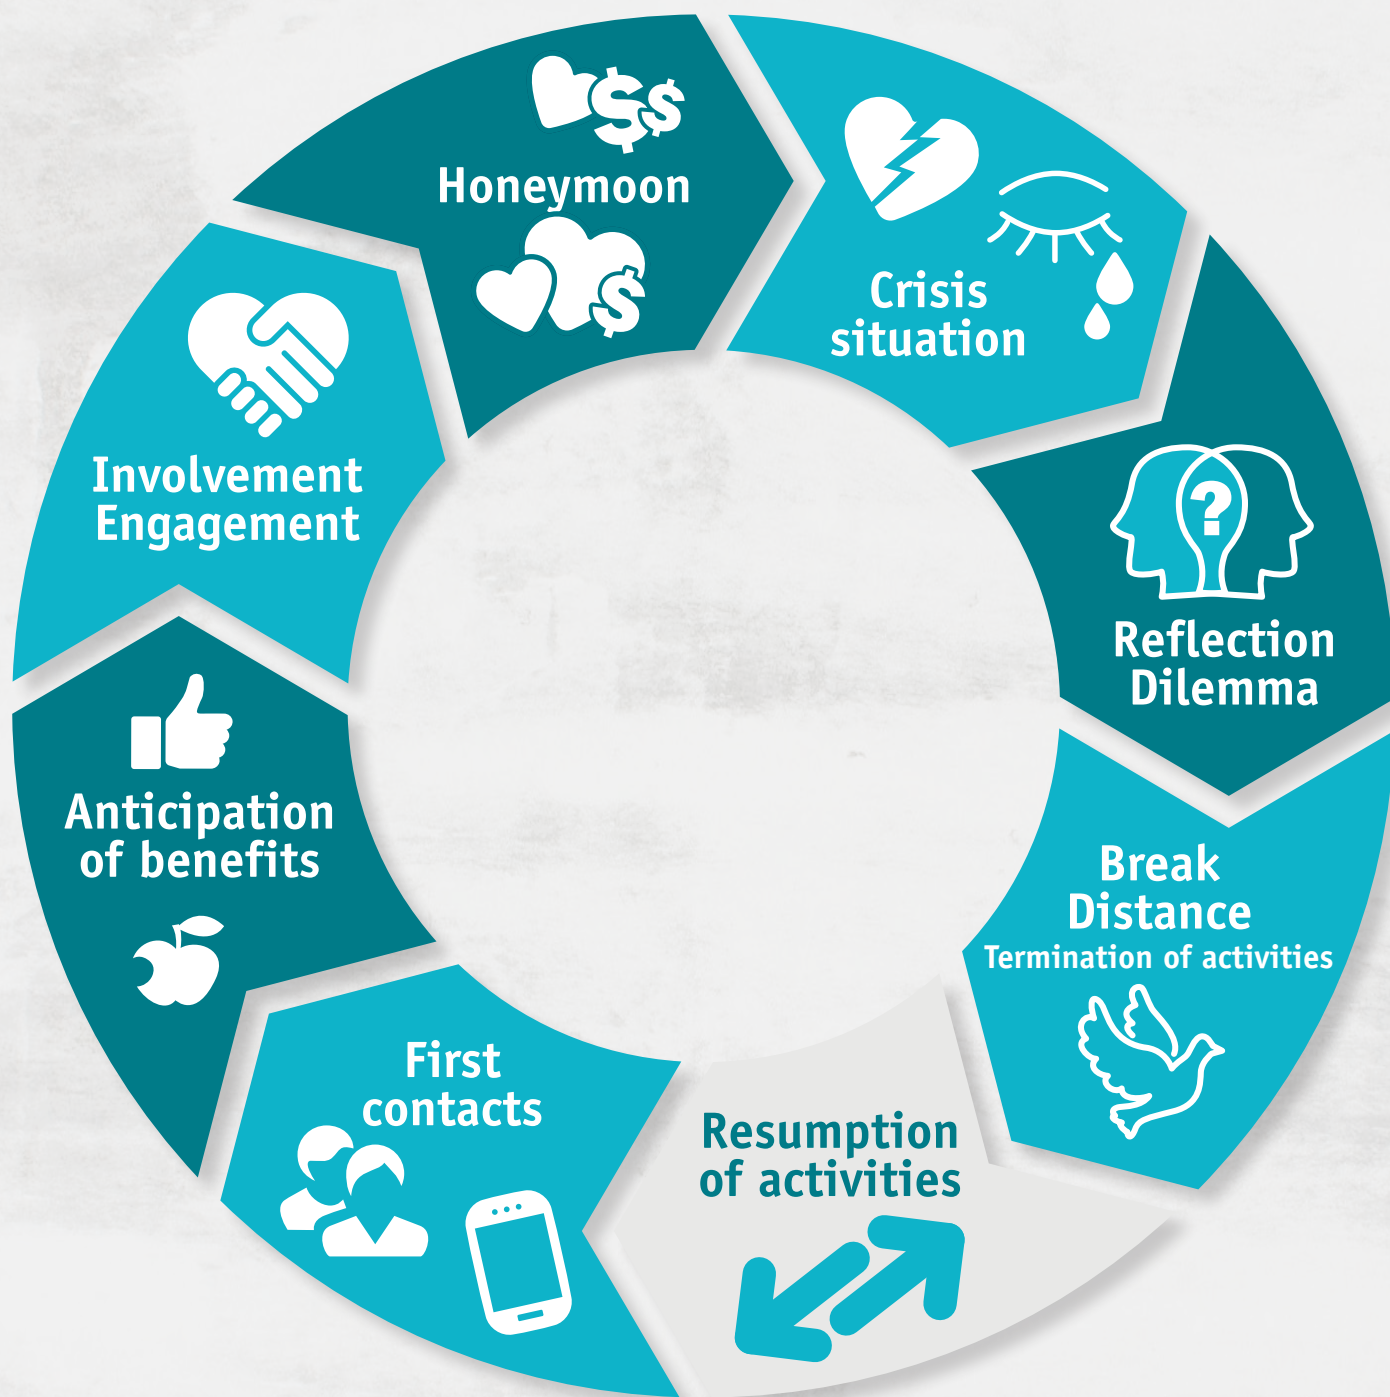 Honeymoon
Crisis
situation
Reflection
Dilemma
Break
Distance
Termination of activities
Resumption
of activities
First
contacts
Anticipation
of benefits
Involvement
Engagement